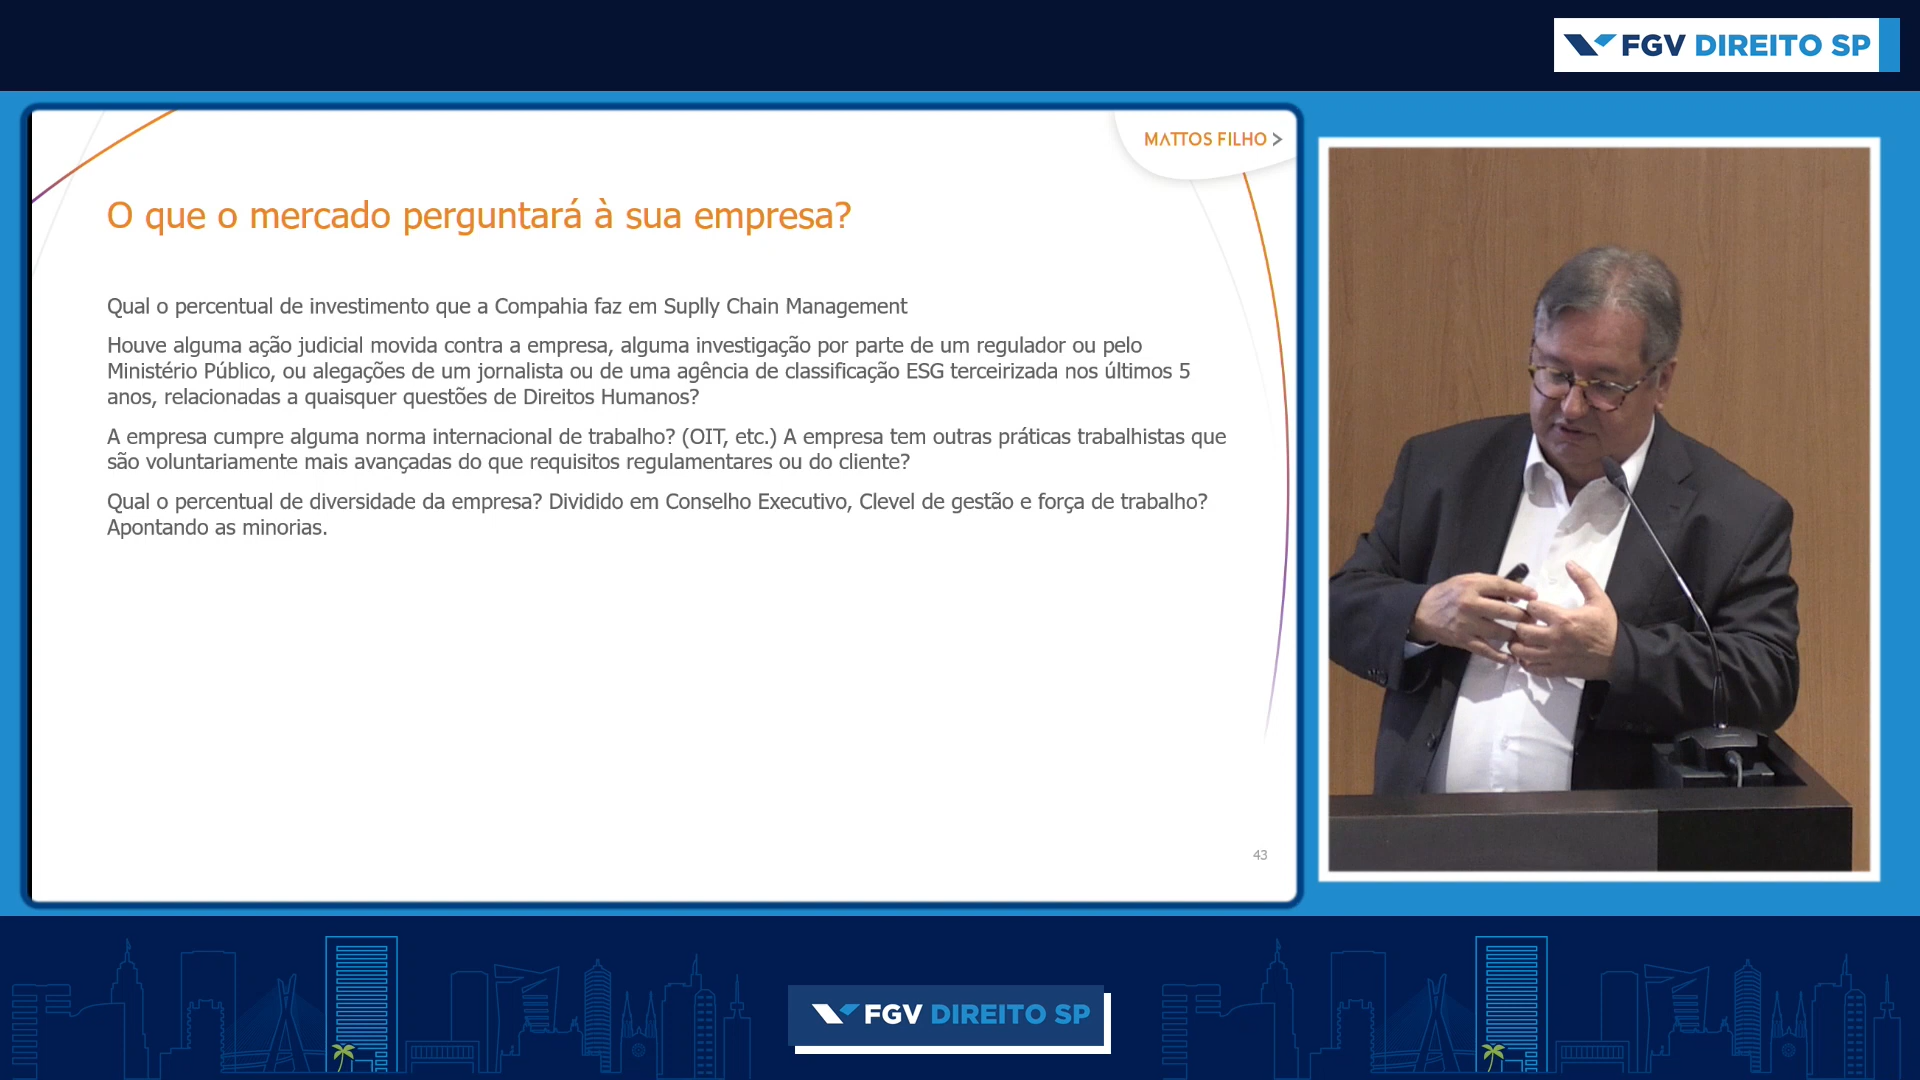 FGV DIREITO SP
MATTOS FILHO >
O que o mercado perguntará à sua empresa?
Qual o percentual de investimento que a Compahia faz em Suplly Chain Management
Houve alguma ação judicial movida contra a empresa, alguma investigação por parte de um regulador ou pelo
Ministério Público, ou alegações de um jornalista ou de uma agência de classificação ESG terceirizada nos últimos 5
anos, relacionadas a quaisquer questões de Direitos Humanos?
A empresa cumpre alguma norma internacional de trabalho? (OIT, etc.) A empresa tem outras práticas trabalhistas que
são voluntariamente mais avançadas do que requisitos regulamentares ou do cliente?
Qual o percentual de diversidade da empresa? Dividido em Conselho Executivo, Clevel de gestão e força de trabalho?
Apontando as minorias.
43
FGV DIREITO SP